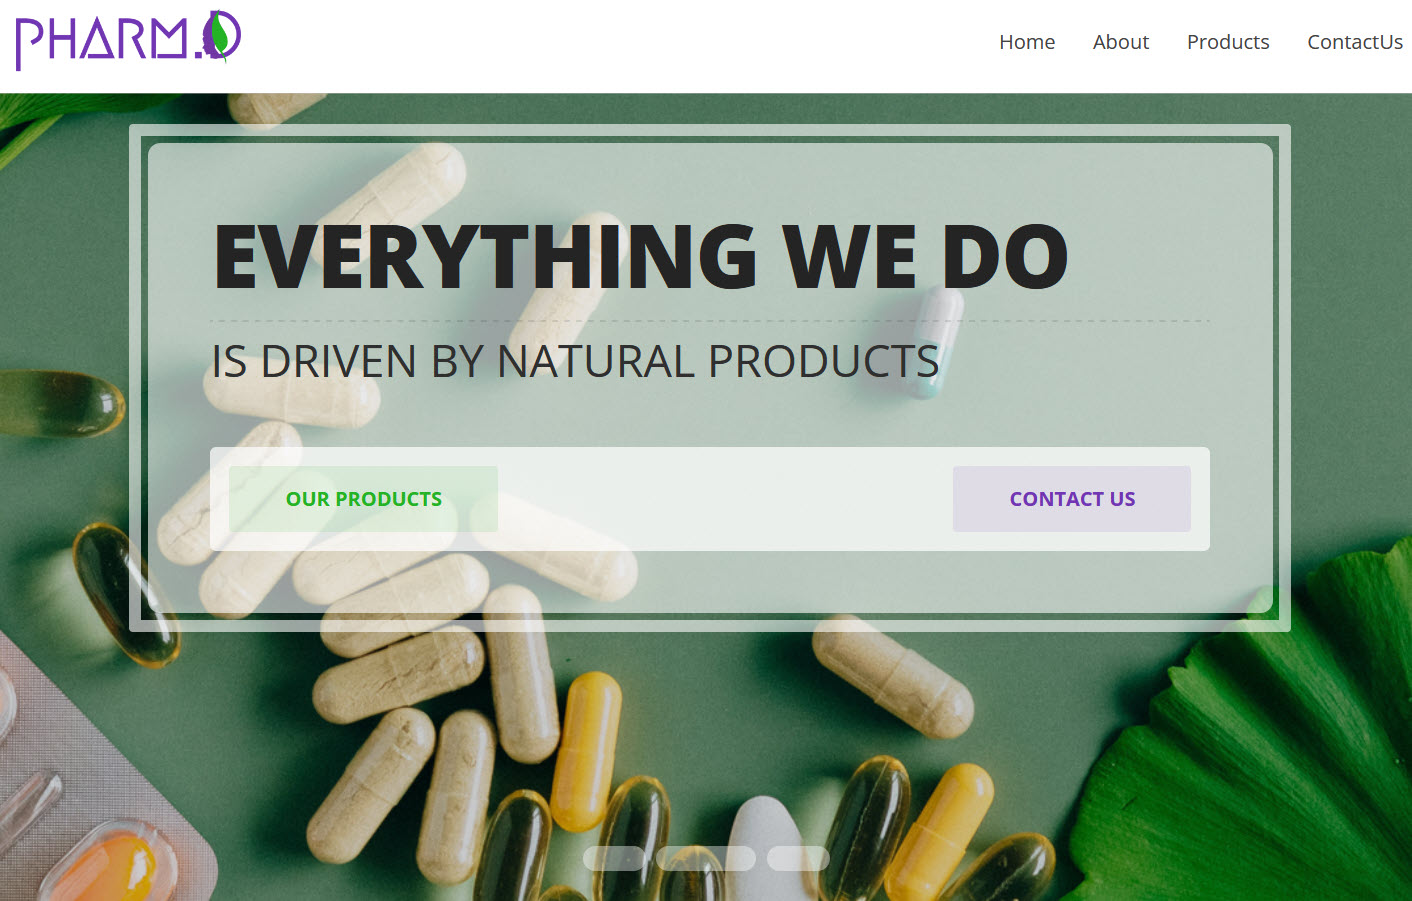 PHARM.D
Home About Products ContactUs
EVERYTHING WE DO
IS DRIVEN BY NATURAL PRODUCTS
OUR PRODUCTS CONTACT US